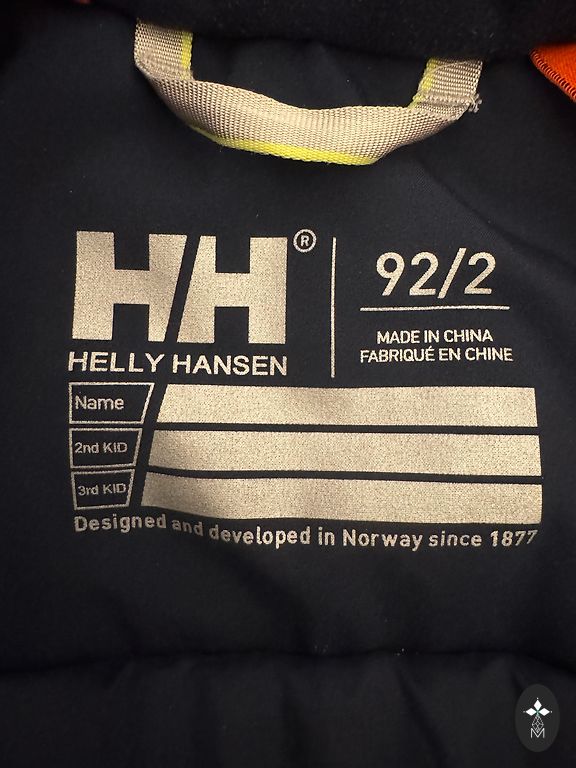 HH®
HELLY HANSEN
92/2
MADE IN CHINA
FABRIQUÉ EN CHINE
Name
2nd KID
3rd KID
Designed and developed in Norway since 1877
M